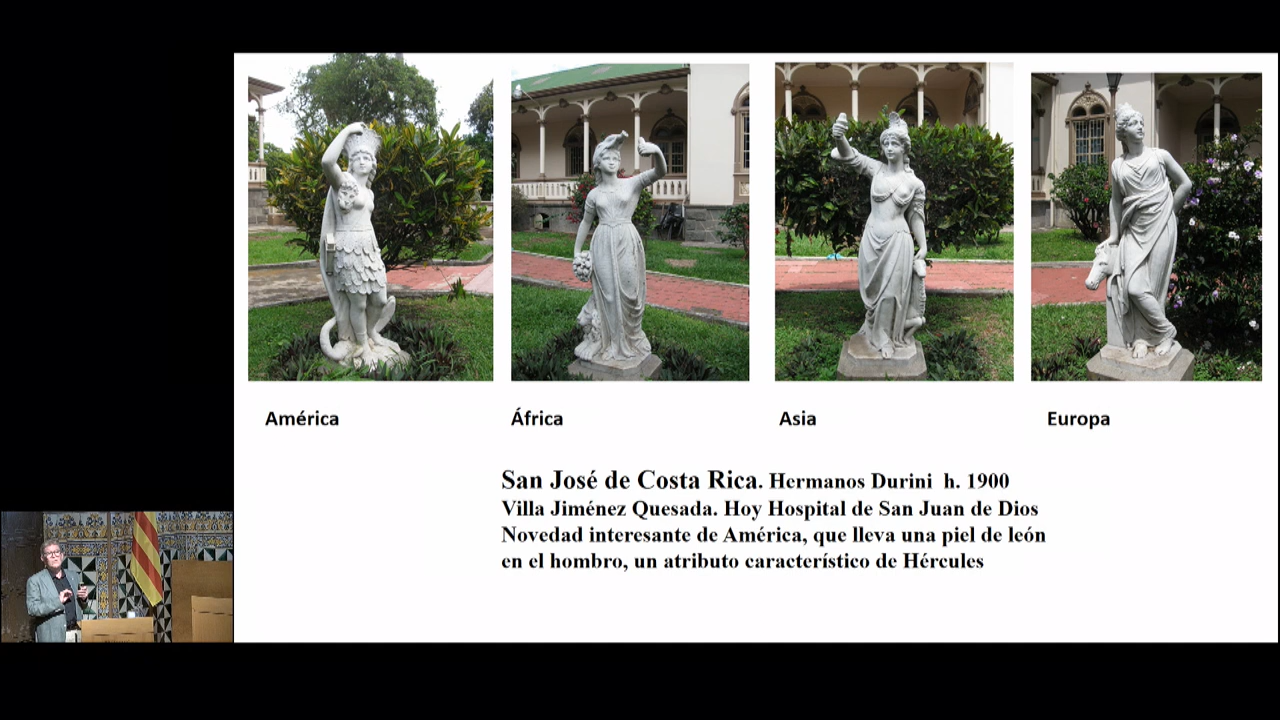 América
África
Asia
Europa
San José de Costa Rica. Hermanos Durini h. 1900
Villa Jiménez Quesada. Hoy Hospital de San Juan de Dios
Novedad interesante de América, que lleva una piel de león
en el hombro, un atributo característico de Hércules